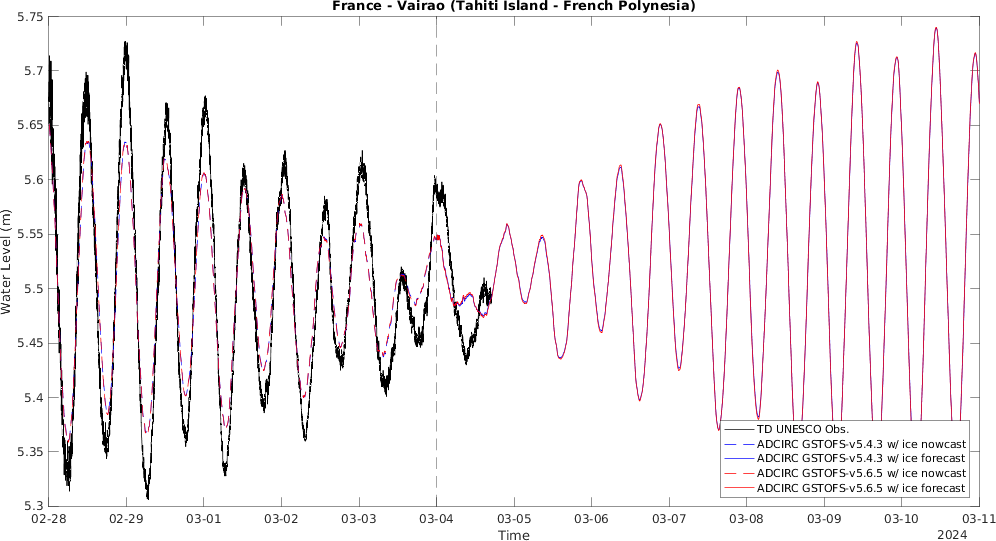 France - Vairao (Tahiti Island - French Polynesia)
5.75
5.7
5.65
5.6
5.55
5.5
5.45
5.4
5.35
5.3
Water Level (m)
TD UNESCO Obs.
ADCIRC GSTOFS-v5.4.3 w/ ice nowcast
ADCIRC GSTOFS-v5.4.3 w/ ice forecast
ADCIRC GSTOFS-v5.6.5 w/ ice nowcast
ADCIRC GSTOFS-v5.6.5 w/ ice forecast
02-28 02-29 03-01 03-02 03-03 03-04 03-05 03-06 03-07 03-08 03-09 03-10 03-11
Time
2024